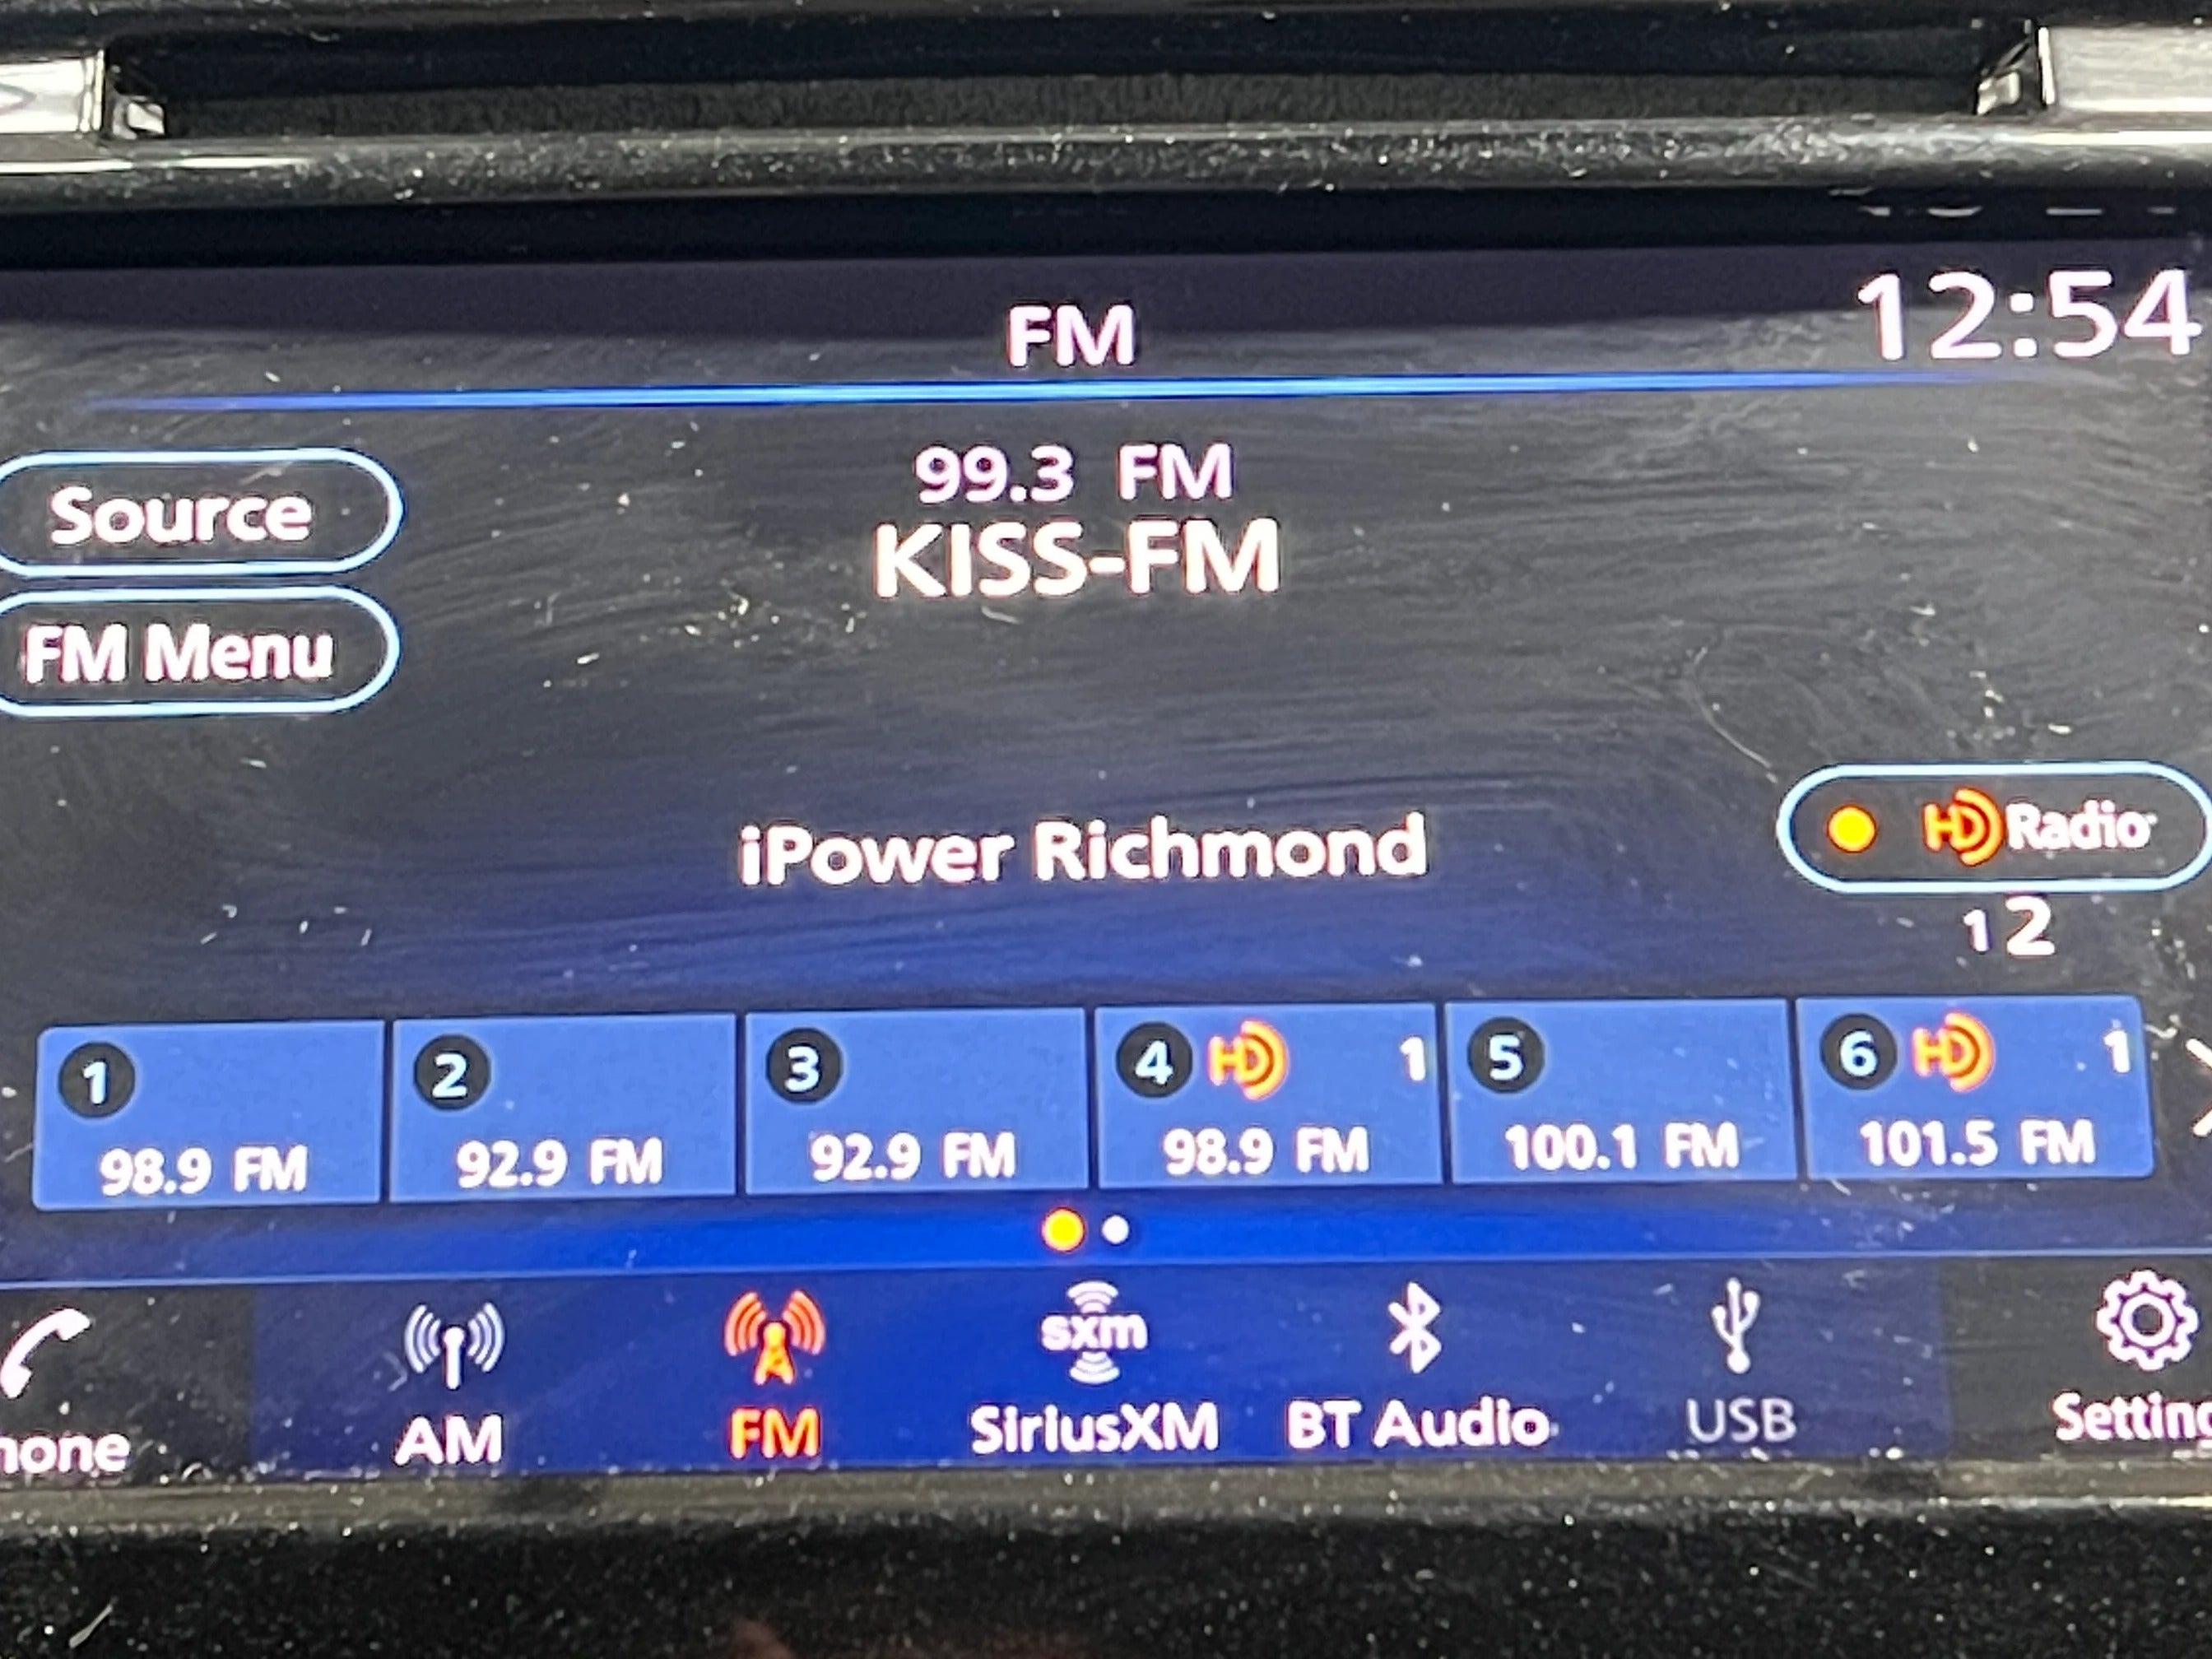 FM
12:54
99.3 FM
KISS-FM
Source
FM Menu
iPower Richmond
HD Radio
1 2
1
2
3
4 HD 1
5
6 HD 1
98.9 FM
92.9 FM
92.9 FM
98.9 FM
100.1 FM
101.5 FM
sxm
hone
AM
FM
SiriusXM
BT Audio
USB
Setting